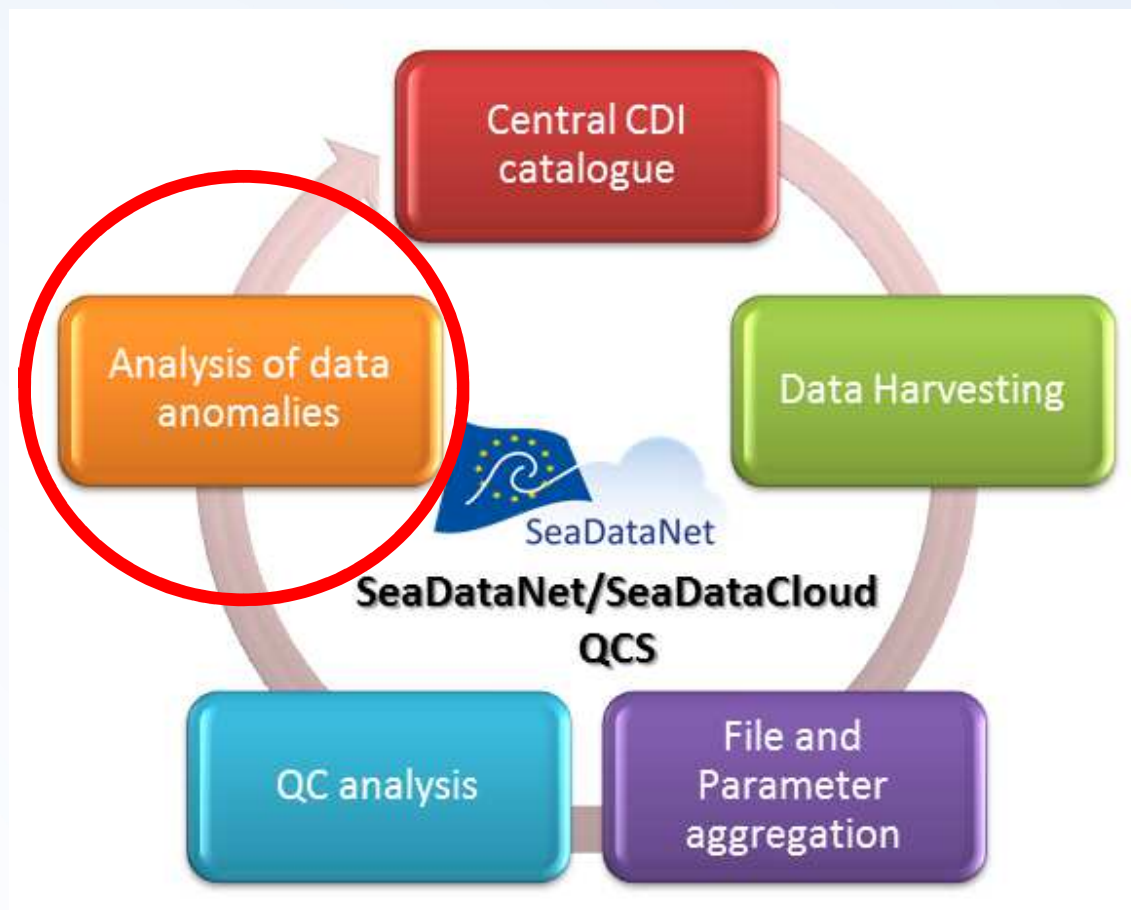 Central CDI
catalogue
Analysis of data
anomalies
Data Harvesting
SeaDataNet
SeaDataNet/SeaDataCloud
QCS
QC analysis
File and
Parameter
aggregation